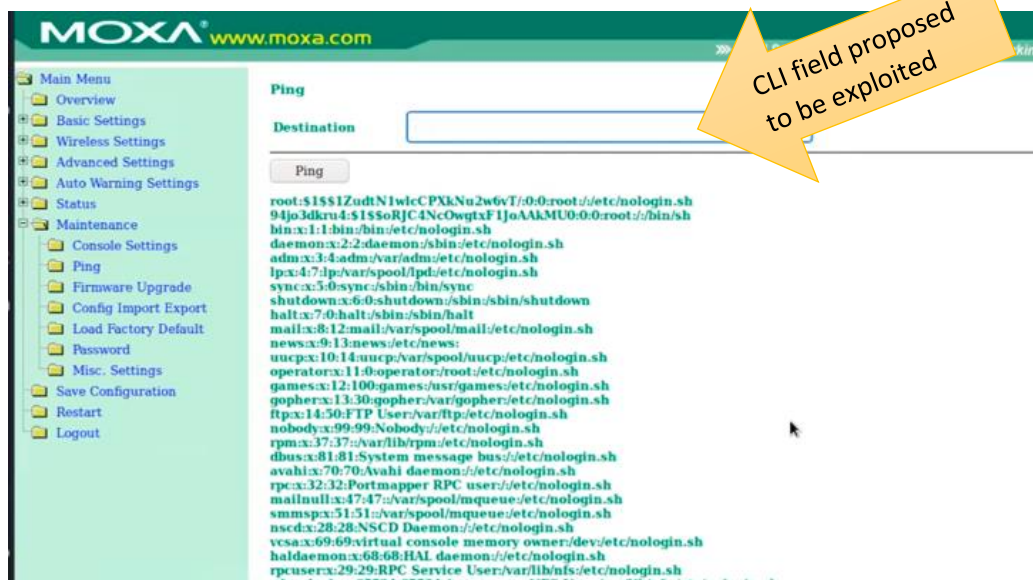 MOXA® www.moxa.com
CLI field proposed
to be exploited
Main Menu
Overview
Basic Settings
Wireless Settings
Advanced Settings
Auto Warning Settings
Status
Maintenance
Console Settings
Ping
Firmware Upgrade
Config Import Export
Load Factory Default
Password
Misc. Settings
Save Configuration
Restart
Logout
Ping
Destination
Ping
root:$1$$1ZudtN1wlcCPXkNu2w6vT/:0:0:root:/:/etc/nologin.sh
94jo3dkru4:$1$$oRJC4NcOwgtxF1JoAAkMU0:0:0:root:/:/bin/sh
bin:x:1:1:bin:/bin:/etc/nologin.sh
daemon:x:2:2:daemon:/sbin:/etc/nologin.sh
adm:x:3:4:adm:/var/adm:/etc/nologin.sh
lp:x:4:7:lp:/var/spool/lpd:/etc/nologin.sh
sync:x:5:0:sync:/sbin:/bin/sync
shutdown:x:6:0:shutdown:/sbin:/sbin/shutdown
halt:x:7:0:halt:/sbin:/sbin/halt
mail:x:8:12:mail:/var/spool/mail:/etc/nologin.sh
news:x:9:13:news:/etc/news:
uucp:x:10:14:uucp:/var/spool/uucp:/etc/nologin.sh
operator:x:11:0:operator:/root:/etc/nologin.sh
games:x:12:100:games:/usr/games:/etc/nologin.sh
gopher:x:13:30:gopher:/var/gopher:/etc/nologin.sh
ftp:x:14:50:FTP User:/var/ftp:/etc/nologin.sh
nobody:x:99:99:Nobody:/:/etc/nologin.sh
rpm:x:37:37::/var/lib/rpm:/etc/nologin.sh
dbus:x:81:81:System message bus:/:/etc/nologin.sh
avahi:x:70:70:Avahi daemon:/:/etc/nologin.sh
rpc:x:32:32:Portmapper RPC user:/:/etc/nologin.sh
mailnull:x:47:47::/var/spool/mqueue:/etc/nologin.sh
smmsp:x:51:51::/var/spool/mqueue:/etc/nologin.sh
nscd:x:28:28:NSCD Daemon:/:/etc/nologin.sh
vcsa:x:69:69:virtual console memory owner:/dev:/etc/nologin.sh
haldaemon:x:68:68:HAL daemon:/:/etc/nologin.sh
rpcuser:x:29:29:RPC Service User:/var/lib/nfs:/etc/nologin.sh